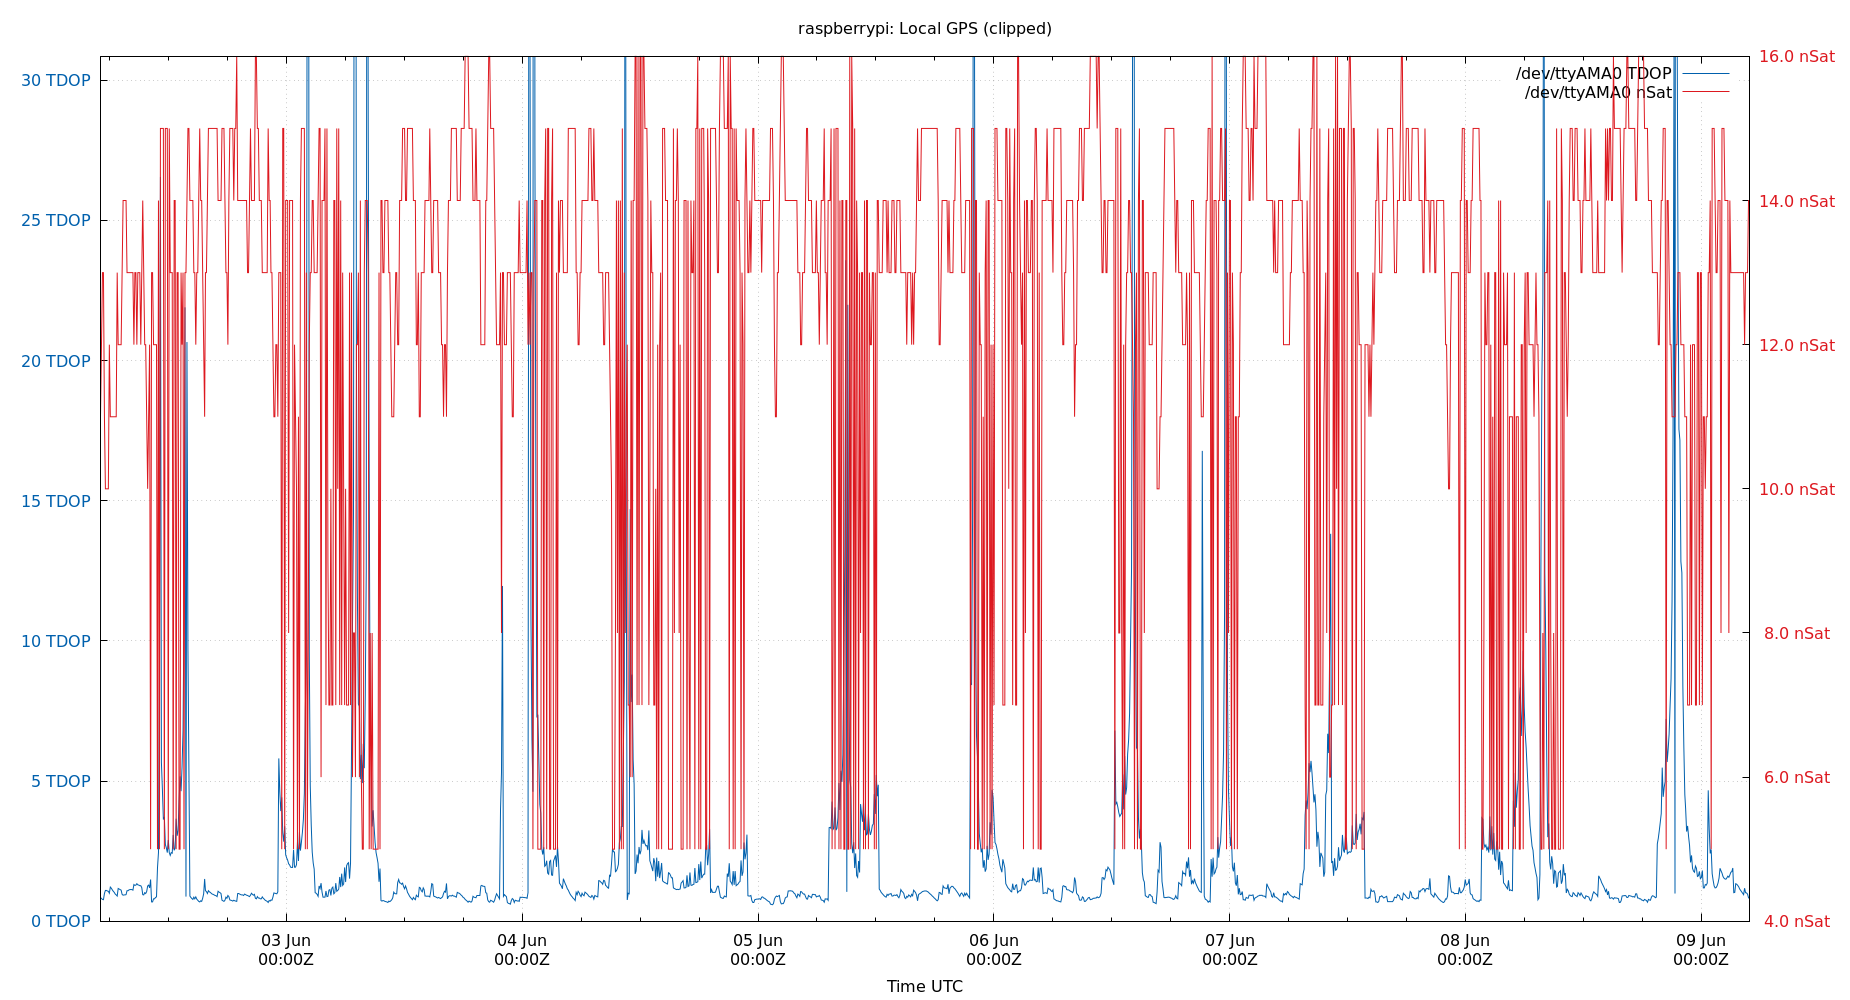 raspberrypi: Local GPS (clipped)
30 TDOP
25 TDOP
20 TDOP
15 TDOP
10 TDOP
5 TDOP
0 TDOP
16.0 nSat
14.0 nSat
12.0 nSat
10.0 nSat
8.0 nSat
6.0 nSat
4.0 nSat
/dev/ttyAMA0 TDOP
/dev/ttyAMA0 nSat
03 Jun
00:00Z
04 Jun
00:00Z
05 Jun
00:00Z
06 Jun
00:00Z
07 Jun
00:00Z
08 Jun
00:00Z
09 Jun
00:00Z
Time UTC